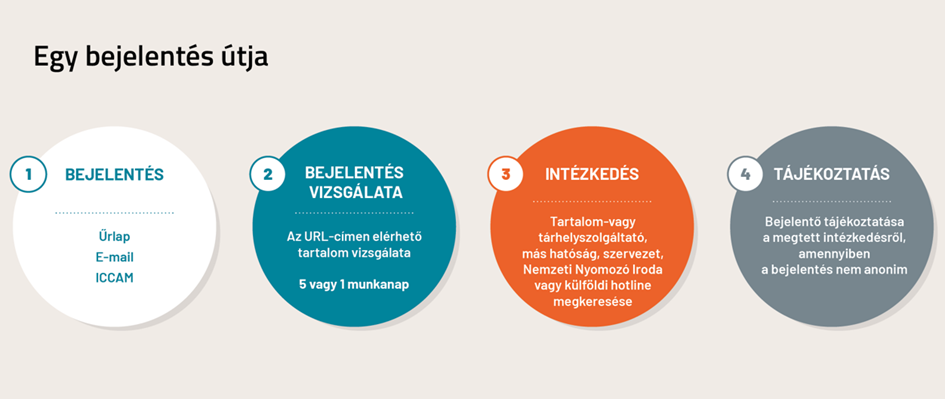 Egy bejelentés útja
1
BEJELENTÉS
Űrlap
E-mail
ICCAM
2
BEJELENTÉS
VIZSGÁLATA
Az URL-címen elérhető
tartalom vizsgálata
5 vagy 1 munkanap
3
INTÉZKEDÉS
Tartalom-vagy
tárhelyszolgáltató,
más hatóság, szervezet,
Nemzeti Nyomozó Iroda
vagy külföldi hotline
megkeresése
4
TÁJÉKOZTATÁS
Bejelentő tájékoztatása
a megtett intézkedésről,
amennyiben
a bejelentés nem anonim